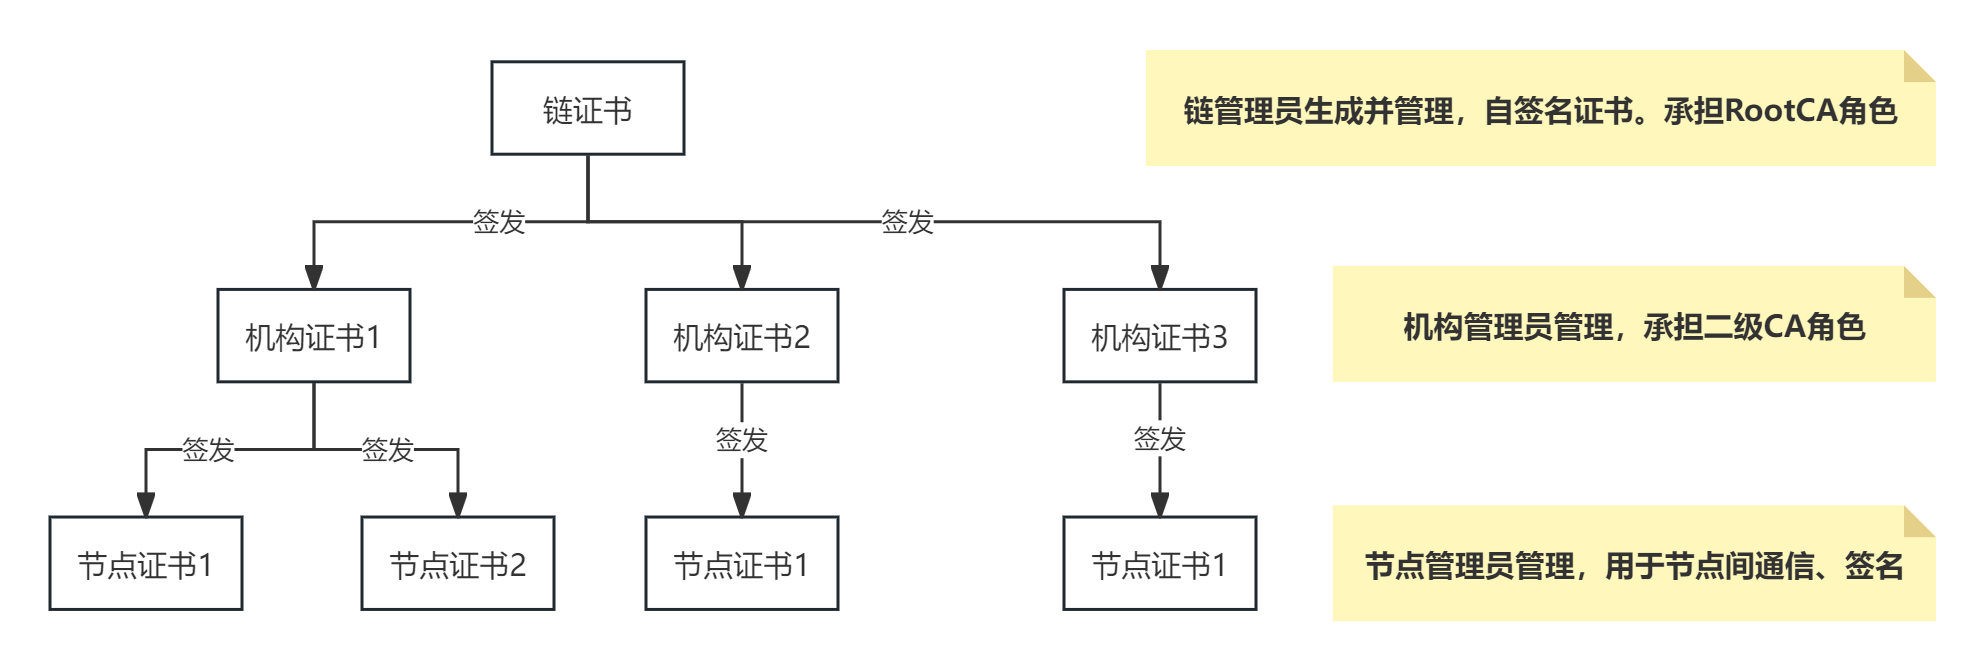 链证书
链管理员生成并管理，自签名证书。承担RootCA角色
签发
签发
机构证书1
机构证书2
机构证书3
机构管理员管理，承担二级CA角色
签发
签发
签发
签发
节点证书1
节点证书2
节点证书1
节点证书1
节点管理员管理，用于节点间通信、签名